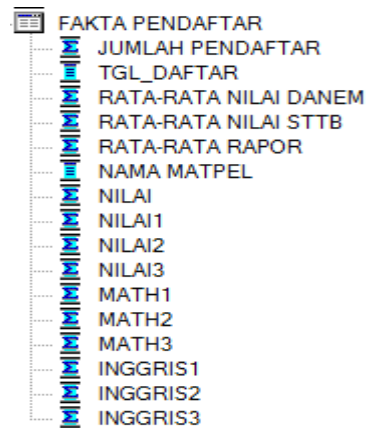 FAKTA PENDAFTAR
JUMLAH PENDAFTAR
TGL_DAFTAR
RATA-RATA NILAI DANEM
RATA-RATA NILAI STTB
RATA-RATA RAPOR
NAMA MATPEL
NILAI
NILAI1
NILAI2
NILAI3
MATH1
MATH2
MATH3
INGGRIS1
INGGRIS2
INGGRIS3